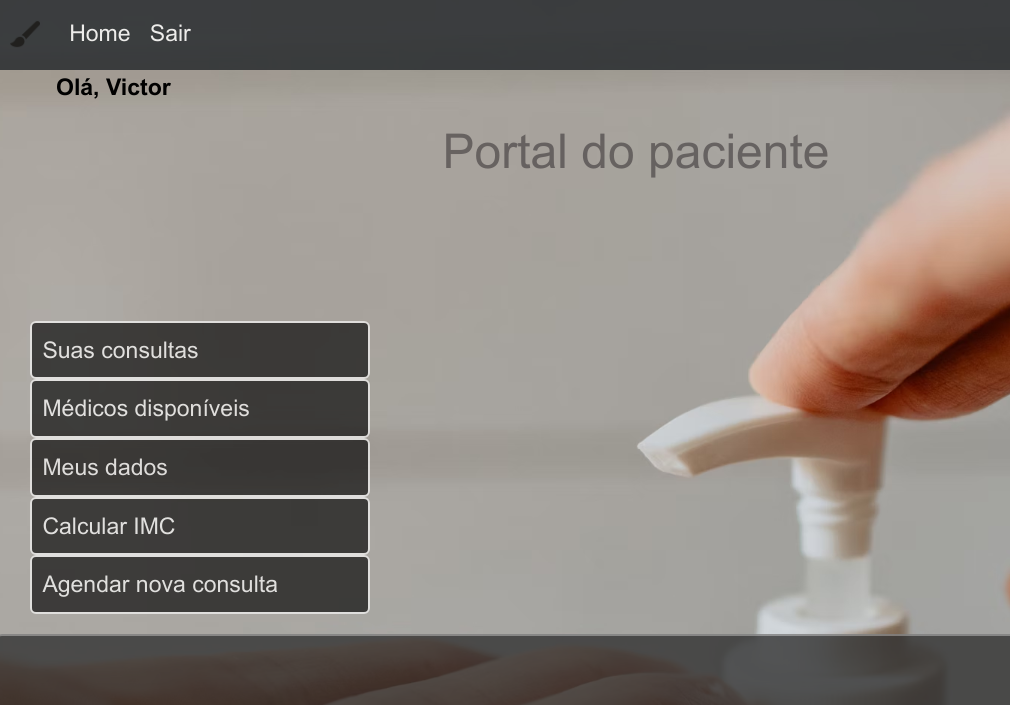 Home Sair
Olá, Victor
Portal do paciente
Suas consultas
Médicos disponíveis
Meus dados
Calcular IMC
Agendar nova consulta